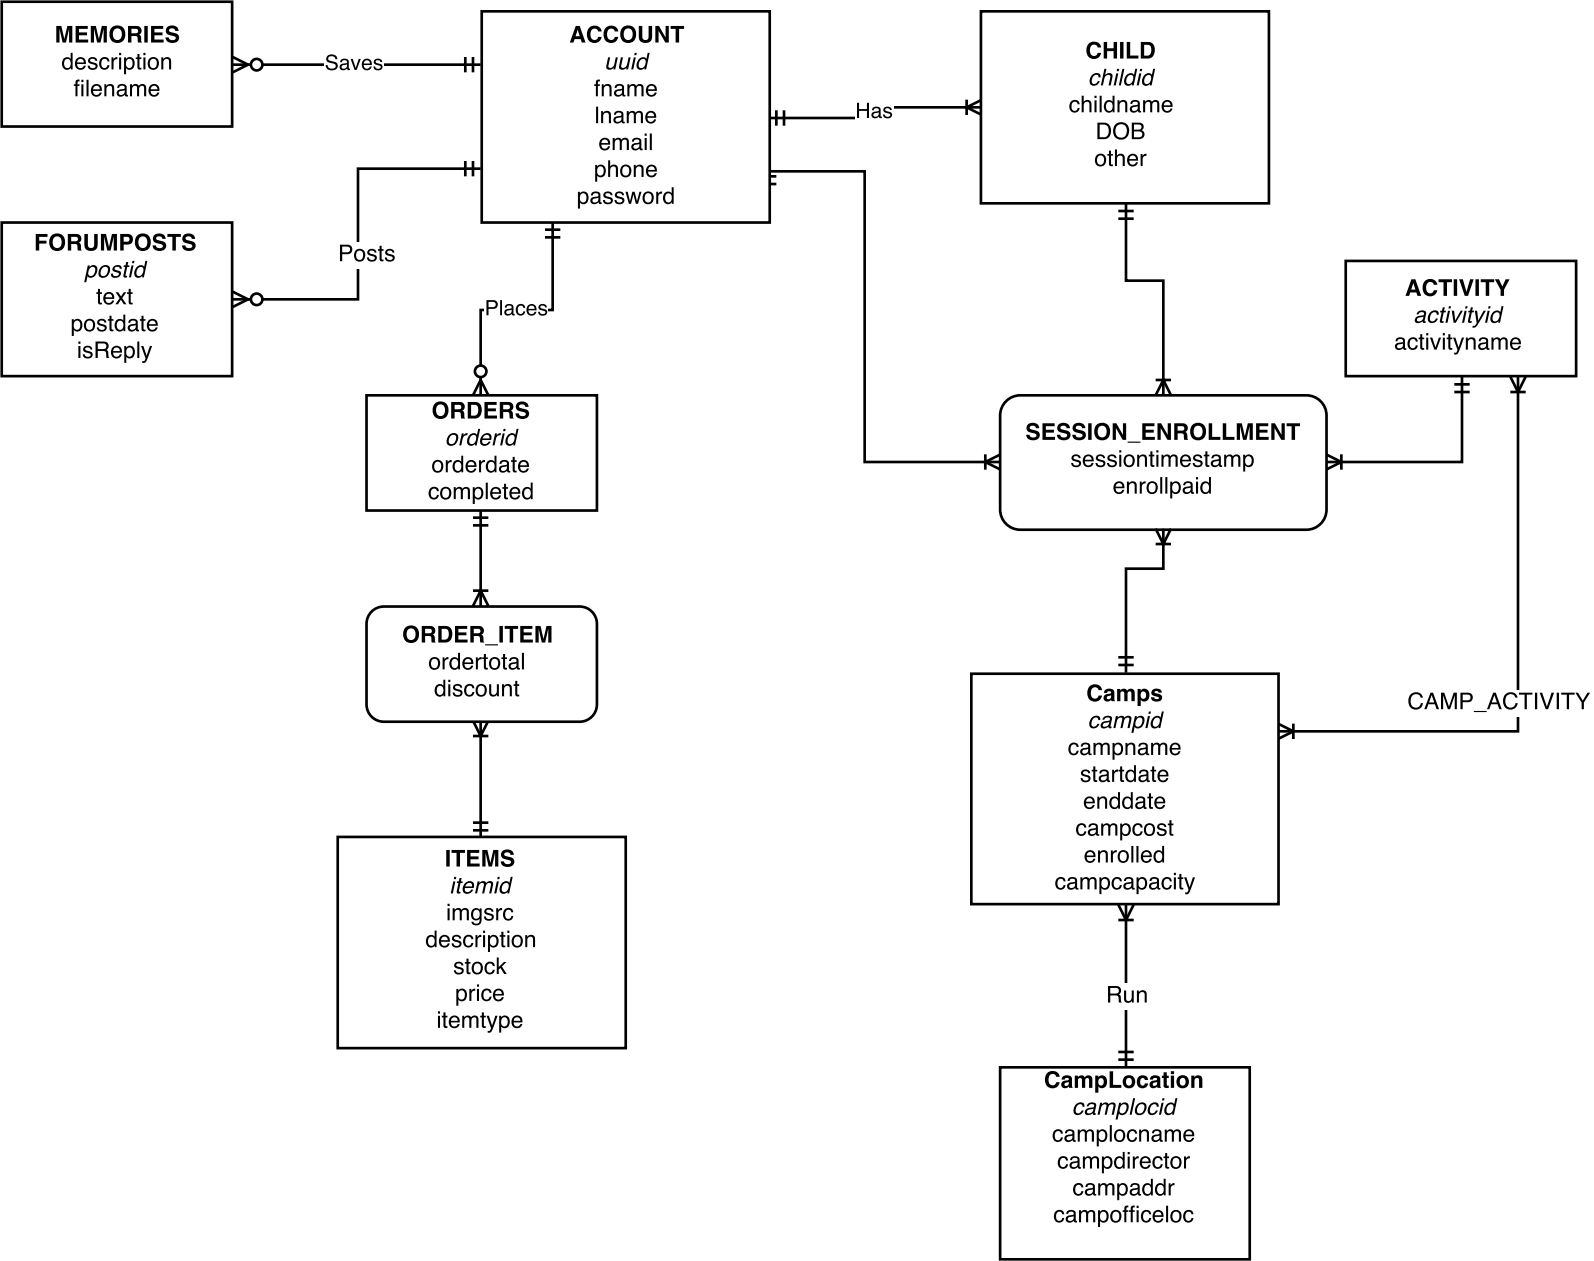 MEMORIES
description
filename
Saves
ACCOUNT
uuid
fname
lname
email
phone
password
Has
CHILD
childid
childname
DOB
other
FORUMPOSTS
postid
text
postdate
isReply
Posts
Places
ORDERS
orderid
orderdate
completed
ACTIVITY
activityid
activityname
SESSION_ENROLLMENT
sessiontimestamp
enrollpaid
ORDER_ITEM
ordertotal
discount
Camps
campid
campname
startdate
enddate
campcost
enrolled
campcapacity
CAMP_ACTIVITY
ITEMS
itemid
imgsrc
description
stock
price
itemtype
Run
CampLocation
camplocid
camplocname
campdirector
campaddr
campofficeloc